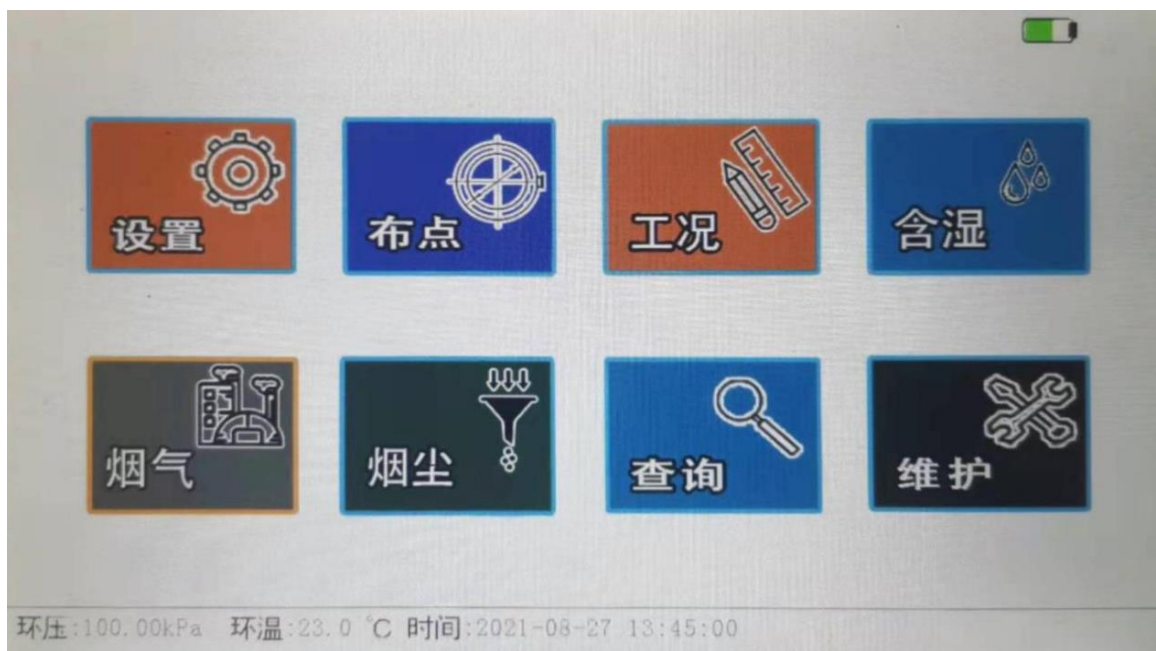 设置 布点 工况 含湿
烟气 烟尘 查询 维护
环压:100.00kPa 环温:23.0 ℃ 时间:2021-08-27 13:45:00